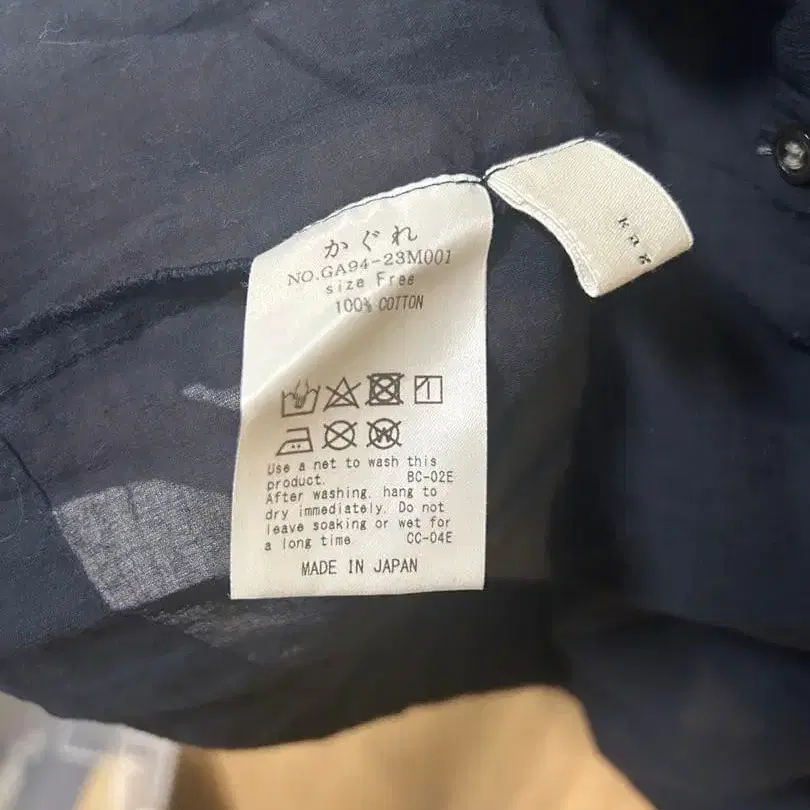 かぐれ
NO.GA94-23M001
size Free
100% COTTON
Use a net to wash this
product. BC-02E
After washing, hang to
dry immediately. Do not
leave soaking or wet for
a long time CC-04E
MADE IN JAPAN
kag